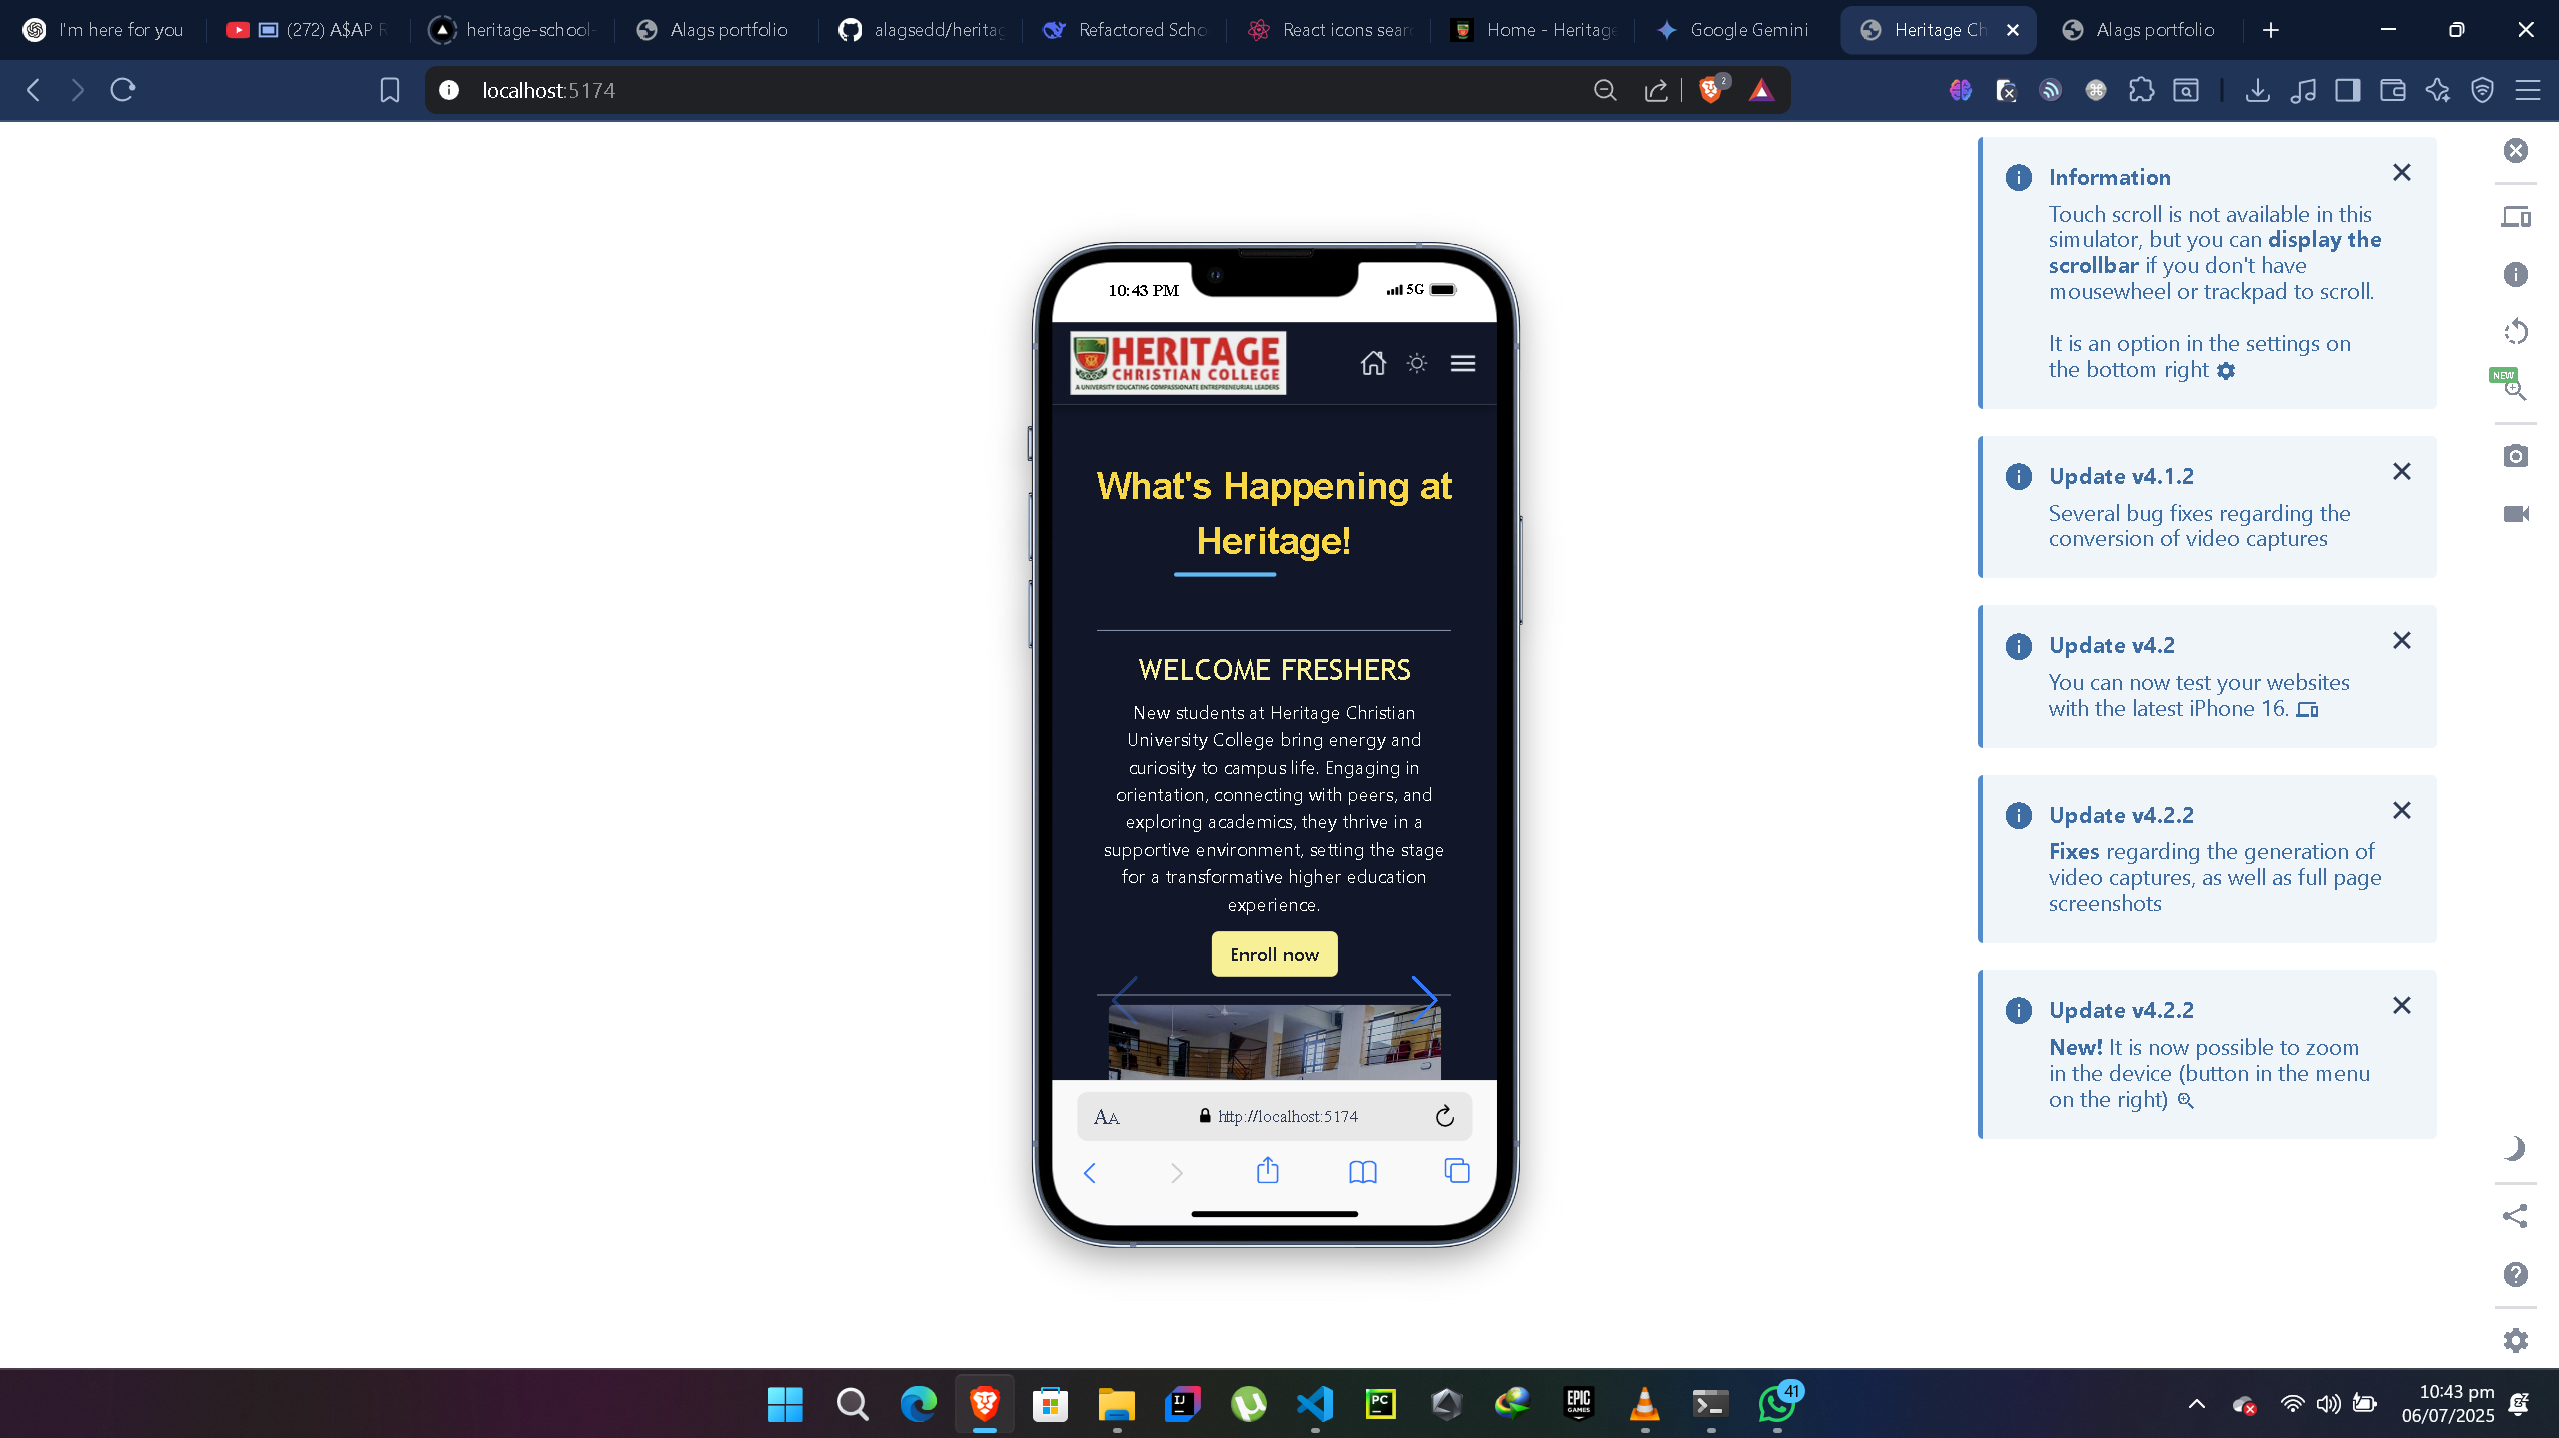 I'm here for you
(272) A$AP R
heritage-school-
Alags portfolio
alagsedd/heritag
Refactored Scho
React icons sear
Home - Heritage
Google Gemini
Heritage Ch
Alags portfolio
localhost:5174
2
10:43 PM
5G
HERITAGE
CHRISTIAN COLLEGE
A UNIVERSITY EDUCATING COMPASSIONATE ENTREPRENEURIAL LEADERS
What's Happening at
Heritage!
WELCOME FRESHERS
New students at Heritage Christian
University College bring energy and
curiosity to campus life. Engaging in
orientation, connecting with peers, and
exploring academics, they thrive in a
supportive environment, setting the stage
for a transformative higher education
experience.
Enroll now
AA
http://localhost:5174
Information
Touch scroll is not available in this
simulator, but you can display the
scrollbar if you don't have
mousewheel or trackpad to scroll.
It is an option in the settings on
the bottom right
Update v4.1.2
Several bug fixes regarding the
conversion of video captures
Update v4.2
You can now test your websites
with the latest iPhone 16.
Update v4.2.2
Fixes regarding the generation of
video captures, as well as full page
screenshots
Update v4.2.2
New! It is now possible to zoom
in the device (button in the menu
on the right)
NEW
IJ
PC
EPIC
GAMES
41
10:43 pm
06/07/2025